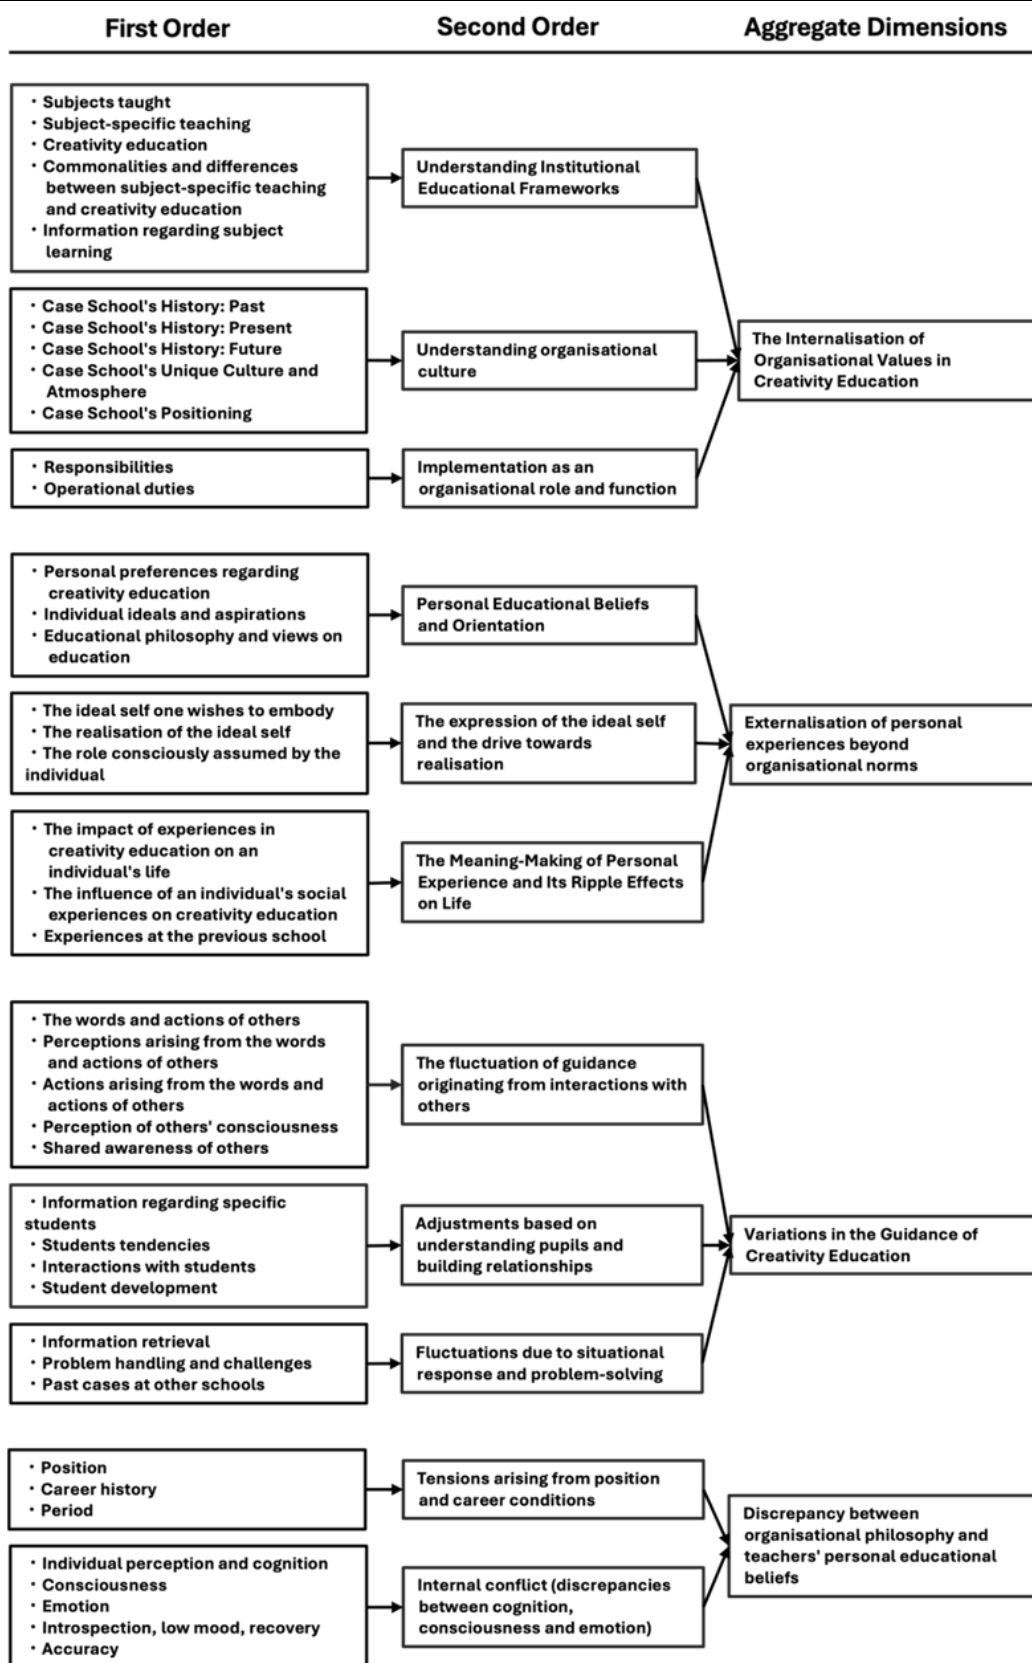 First Order
Second Order
Aggregate Dimensions
・Subjects taught
・Subject-specific teaching
・Creativity education
・Commonalities and differences
between subject-specific teaching
and creativity education
・Information regarding subject
learning
Understanding Institutional
Educational Frameworks
・Case School's History: Past
・Case School's History: Present
・Case School's History: Future
・Case School's Unique Culture and
Atmosphere
・Case School's Positioning
Understanding organisational
culture
・Responsibilities
・Operational duties
Implementation as an
organisational role and function
The Internalisation of
Organisational Values in
Creativity Education
・Personal preferences regarding
creativity education
・Individual ideals and aspirations
・Educational philosophy and views on
education
Personal Educational Beliefs
and Orientation
・The ideal self one wishes to embody
・The realisation of the ideal self
・The role consciously assumed by the
individual
The expression of the ideal self
and the drive towards
realisation
・The impact of experiences in
creativity education on an
individual's life
・The influence of an individual's social
experiences on creativity education
・Experiences at the previous school
The Meaning-Making of Personal
Experience and Its Ripple Effects
on Life
Externalisation of personal
experiences beyond
organisational norms
・The words and actions of others
・Perceptions arising from the words
and actions of others
・Actions arising from the words and
actions of others
・Perception of others' consciousness
・Shared awareness of others
The fluctuation of guidance
originating from interactions with
others
・Information regarding specific
students
・Students tendencies
・Interactions with students
・Student development
Adjustments based on
understanding pupils and
building relationships
・Information retrieval
・Problem handling and challenges
・Past cases at other schools
Fluctuations due to situational
response and problem-solving
Variations in the Guidance of
Creativity Education
・Position
・Career history
・Period
Tensions arising from position
and career conditions
・Individual perception and cognition
・Consciousness
・Emotion
・Introspection, low mood, recovery
・Accuracy
Internal conflict (discrepancies
between cognition,
consciousness and emotion)
Discrepancy between
organisational philosophy and
teachers' personal educational
beliefs